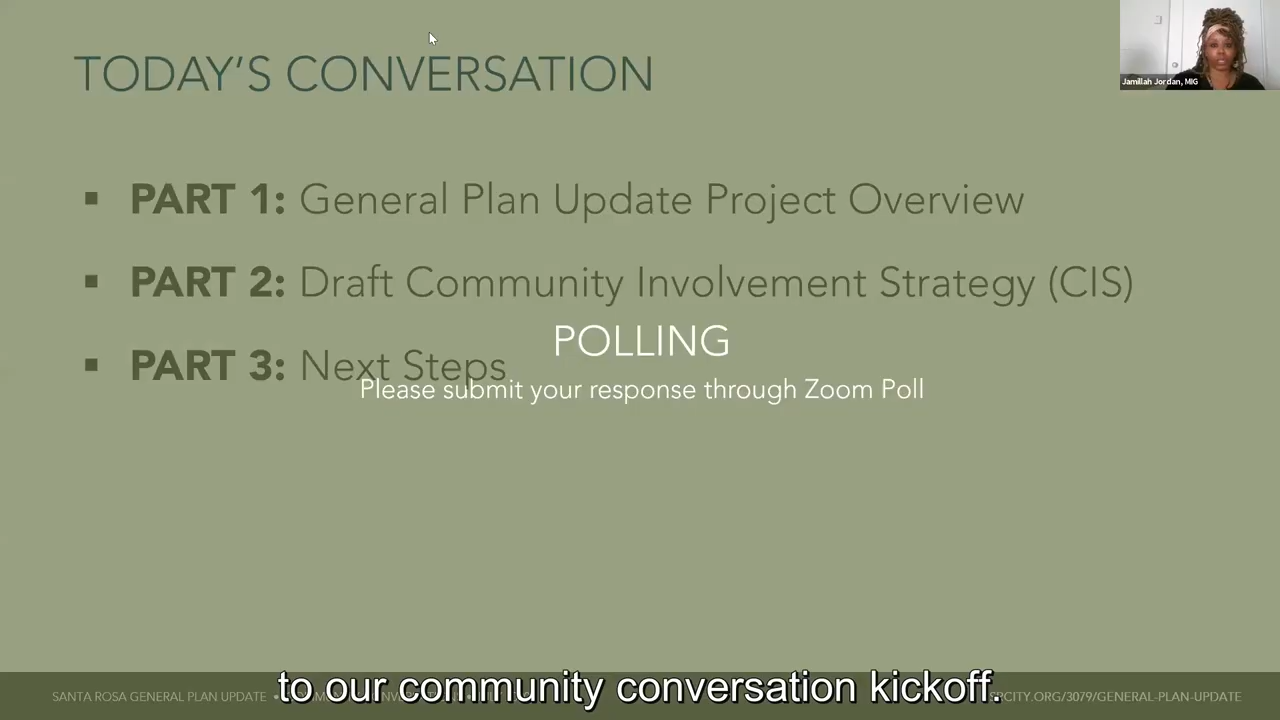 TODAY'S CONVERSATION
Jamillah Jordan, MIG
▪ PART 1: General Plan Update Project Overview
▪ PART 2: Draft Community Involvement Strategy (CIS)
POLLING
▪ PART 3: Next Steps
Please submit your response through Zoom Poll
to our community conversation kickoff.
SANTA ROSA GENERAL PLAN UPDATE •
SRCITY.ORG/3079/GENERAL-PLAN-UPDATE